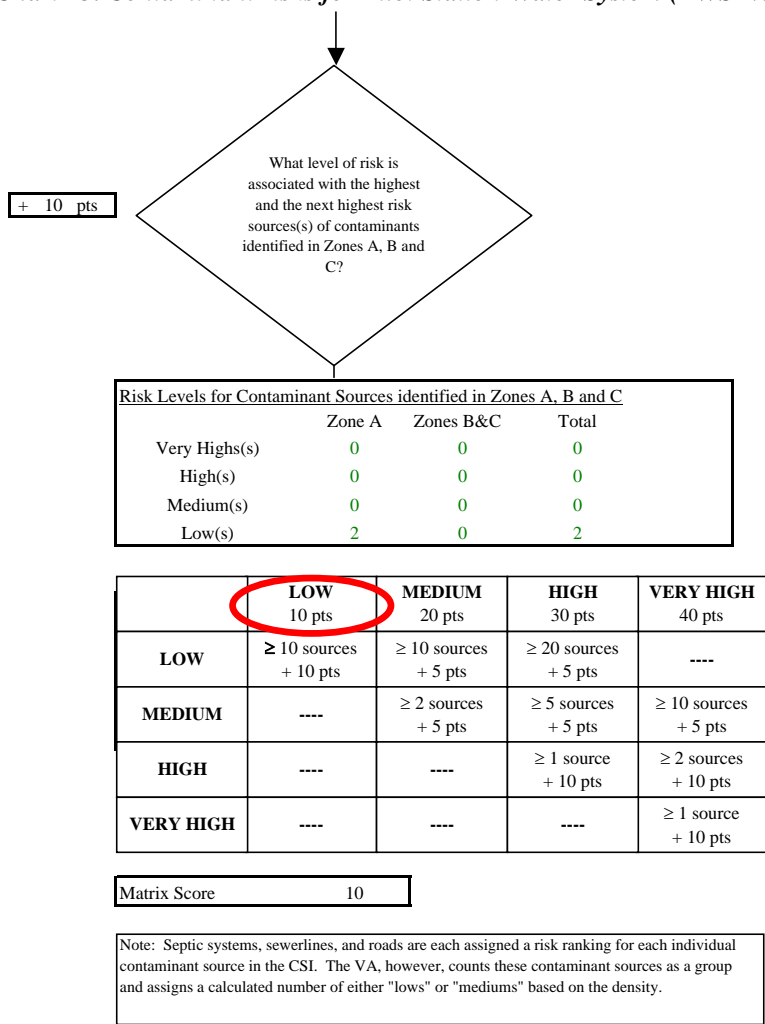 What level of risk is
associated with the highest
and the next highest risk
sources(s) of contaminants
identified in Zones A, B and
C?
+ 10 pts
Risk Levels for Contaminant Sources identified in Zones A, B and C
Zone A Zones B&C Total
Very Highs(s) 0 0 0
High(s) 0 0 0
Medium(s) 0 0 0
Low(s) 2 0 2
LOW MEDIUM HIGH VERY HIGH
10 pts 20 pts 30 pts 40 pts
LOW ≥ 10 sources ≥ 10 sources ≥ 20 sources ----
+ 10 pts + 5 pts + 5 pts
MEDIUM ---- ≥ 2 sources ≥ 5 sources ≥ 10 sources
+ 5 pts + 5 pts + 5 pts
HIGH ---- ---- ≥ 1 source ≥ 2 sources
+ 10 pts + 10 pts
VERY HIGH ---- ---- ---- ≥ 1 source
+ 10 pts
Matrix Score 10
Note: Septic systems, sewerlines, and roads are each assigned a risk ranking for each individual
contaminant source in the CSI. The VA, however, counts these contaminant sources as a group
and assigns a calculated number of either "lows" or "mediums" based on the density.